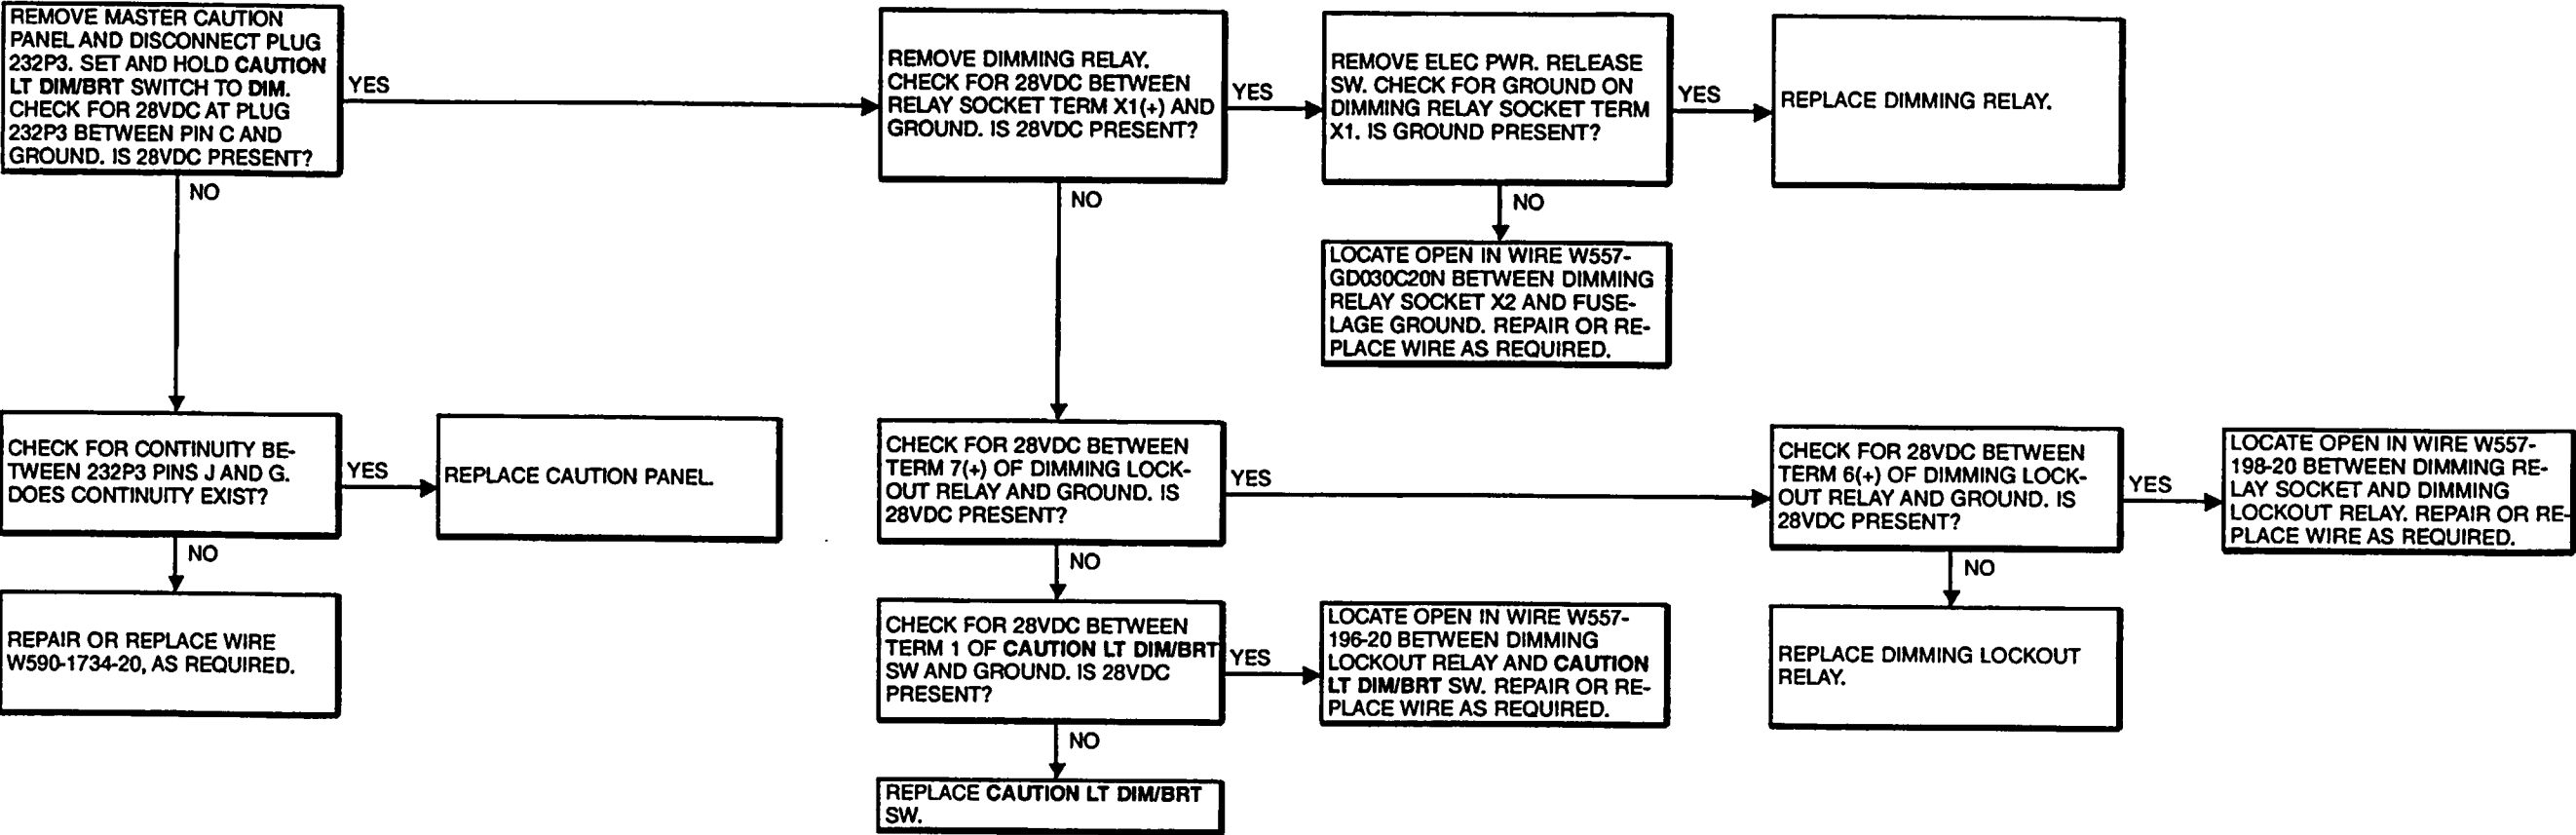 REMOVE MASTER CAUTION
PANEL AND DISCONNECT PLUG
232P3. SET AND HOLD CAUTION
LT DIM/BRT SWITCH TO DIM.
CHECK FOR 28VDC AT PLUG
232P3 BETWEEN PIN C AND
GROUND. IS 28VDC PRESENT?
YES
NO
REMOVE DIMMING RELAY.
CHECK FOR 28VDC BETWEEN
RELAY SOCKET TERM X1(+) AND
GROUND. IS 28VDC PRESENT?
YES
NO
REMOVE ELEC PWR. RELEASE
SW. CHECK FOR GROUND ON
DIMMING RELAY SOCKET TERM
X1. IS GROUND PRESENT?
YES
NO
REPLACE DIMMING RELAY.
LOCATE OPEN IN WIRE W557-
GD030C20N BETWEEN DIMMING
RELAY SOCKET X2 AND FUSE-
LAGE GROUND. REPAIR OR RE-
PLACE WIRE AS REQUIRED.
CHECK FOR CONTINUITY BE-
TWEEN 232P3 PINS J AND G.
DOES CONTINUITY EXIST?
YES
NO
REPLACE CAUTION PANEL.
CHECK FOR 28VDC BETWEEN
TERM 7(+) OF DIMMING LOCK-
OUT RELAY AND GROUND. IS
28VDC PRESENT?
YES
NO
CHECK FOR 28VDC BETWEEN
TERM 6(+) OF DIMMING LOCK-
OUT RELAY AND GROUND. IS
28VDC PRESENT?
YES
NO
LOCATE OPEN IN WIRE W557-
198-20 BETWEEN DIMMING RE-
LAY SOCKET AND DIMMING
LOCKOUT RELAY. REPAIR OR RE-
PLACE WIRE AS REQUIRED.
REPAIR OR REPLACE WIRE
W590-1734-20, AS REQUIRED.
CHECK FOR 28VDC BETWEEN
TERM 1 OF CAUTION LT DIM/BRT
SW AND GROUND. IS 28VDC
PRESENT?
YES
NO
LOCATE OPEN IN WIRE W557-
196-20 BETWEEN DIMMING
LOCKOUT RELAY AND CAUTION
LT DIM/BRT SW. REPAIR OR RE-
PLACE WIRE AS REQUIRED.
REPLACE DIMMING LOCKOUT
RELAY.
REPLACE CAUTION LT DIM/BRT
SW.